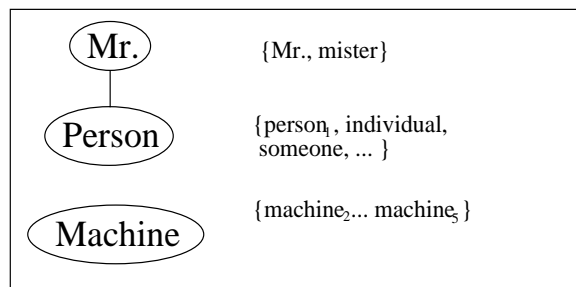 Mr. {Mr., mister}
Person {person₁, individual,
someone, ... }
Machine {machine₂... machine₅}